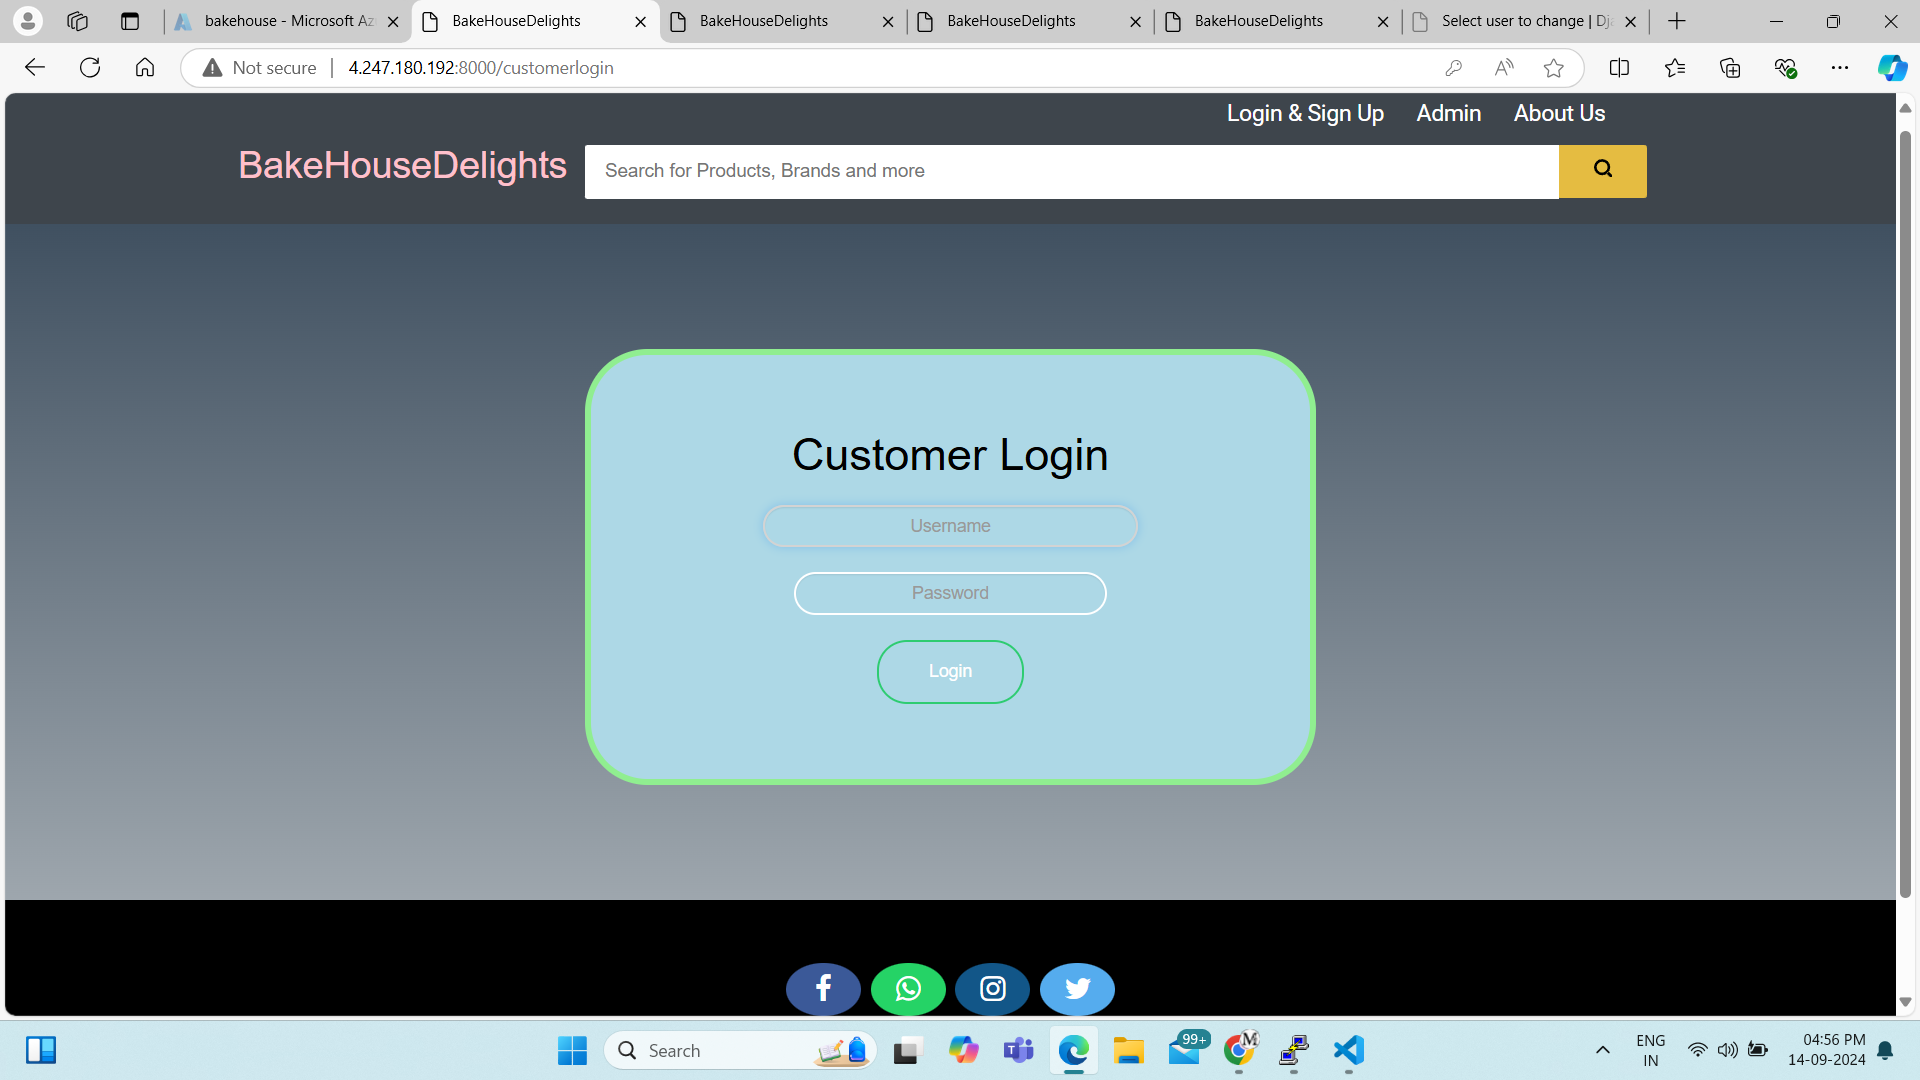 bakehouse - Microsoft Az
BakeHouseDelights
BakeHouseDelights
BakeHouseDelights
BakeHouseDelights
Select user to change | Dja
Not secure
4.247.180.192:8000/customerlogin
Login & Sign Up
Admin
About Us
BakeHouseDelights
Search for Products, Brands and more
Customer Login
Username
Password
Login
Search
99+
M
ENG
IN
04:56 PM
14-09-2024